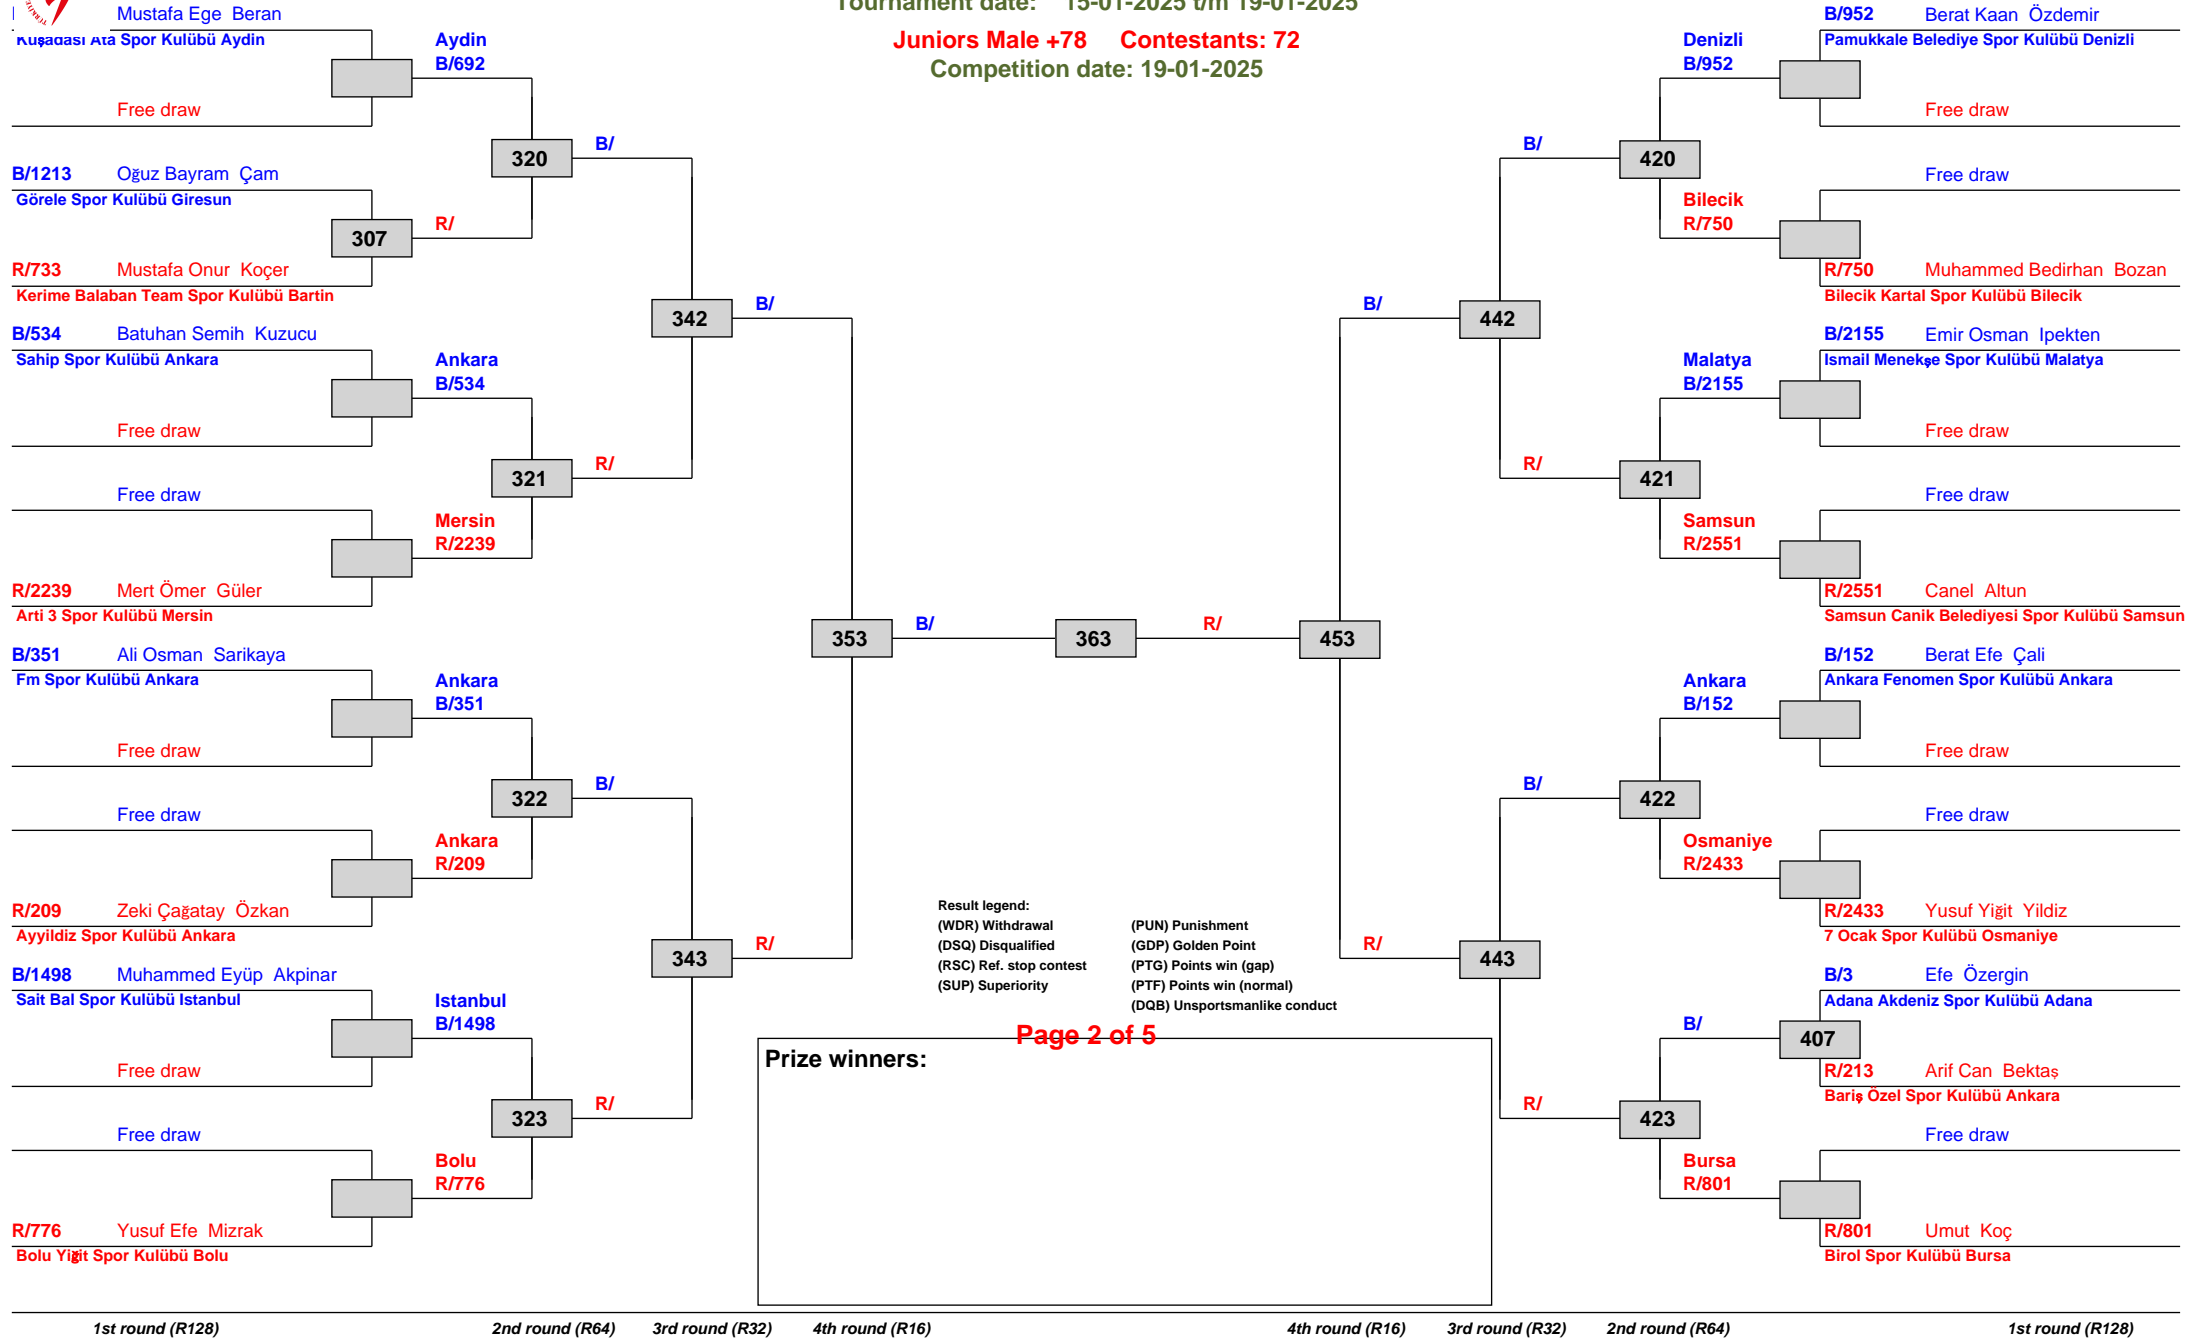 Tournament date: 15-01-2025 t/m 19-01-2025
Juniors Male +78 Contestants: 72
Competition date: 19-01-2025
Mustafa Ege Beran
Kuşadası Ata Spor Kulübü Aydin
Free draw
Aydin
B/692
B/1213 Oğuz Bayram Çam
Görele Spor Kulübü Giresun
307
R/
R/733 Mustafa Onur Koçer
Kerime Balaban Team Spor Kulübü Bartin
320
B/
B/534 Batuhan Semih Kuzucu
Sahip Spor Kulübü Ankara
Free draw
Ankara
B/534
Free draw
R/2239 Mert Ömer Güler
Arti 3 Spor Kulübü Mersin
Mersin
R/2239
321
R/
342
B/
B/351 Ali Osman Sarikaya
Fm Spor Kulübü Ankara
Free draw
Ankara
B/351
Free draw
R/209 Zeki Çağatay Özkan
Ayyildiz Spor Kulübü Ankara
Ankara
R/209
322
B/
B/1498 Muhammed Eyüp Akpinar
Sait Bal Spor Kulübü Istanbul
Free draw
Istanbul
B/1498
Free draw
R/776 Yusuf Efe Mizrak
Bolu Yiğit Spor Kulübü Bolu
Bolu
R/776
323
R/
343
R/
353
B/
363
R/
453
B/952 Berat Kaan Özdemir
Pamukkale Belediye Spor Kulübü Denizli
Free draw
Denizli
B/952
Free draw
R/750 Muhammed Bedirhan Bozan
Bilecik Kartal Spor Kulübü Bilecik
Bilecik
R/750
420
B/
B/2155 Emir Osman Ipekten
Ismail Menekşe Spor Kulübü Malatya
Free draw
Malatya
B/2155
Free draw
R/2551 Canel Altun
Samsun Canik Belediyesi Spor Kulübü Samsun
Samsun
R/2551
421
R/
442
B/
B/152 Berat Efe Çali
Ankara Fenomen Spor Kulübü Ankara
Free draw
Ankara
B/152
Free draw
R/2433 Yusuf Yiğit Yildiz
7 Ocak Spor Kulübü Osmaniye
Osmaniye
R/2433
422
B/
B/3 Efe Özergin
Adana Akdeniz Spor Kulübü Adana
407
B/
R/213 Arif Can Bektaş
Bariş Özel Spor Kulübü Ankara
Free draw
R/801 Umut Koç
Birol Spor Kulübü Bursa
Bursa
R/801
423
R/
443
R/
Result legend:
(WDR) Withdrawal (PUN) Punishment
(DSQ) Disqualified (GDP) Golden Point
(RSC) Ref. stop contest (PTG) Points win (gap)
(SUP) Superiority (PTF) Points win (normal)
(DQB) Unsportsmanlike conduct
Page 2 of 5
Prize winners:
1st round (R128) 2nd round (R64) 3rd round (R32) 4th round (R16) 4th round (R16) 3rd round (R32) 2nd round (R64) 1st round (R128)